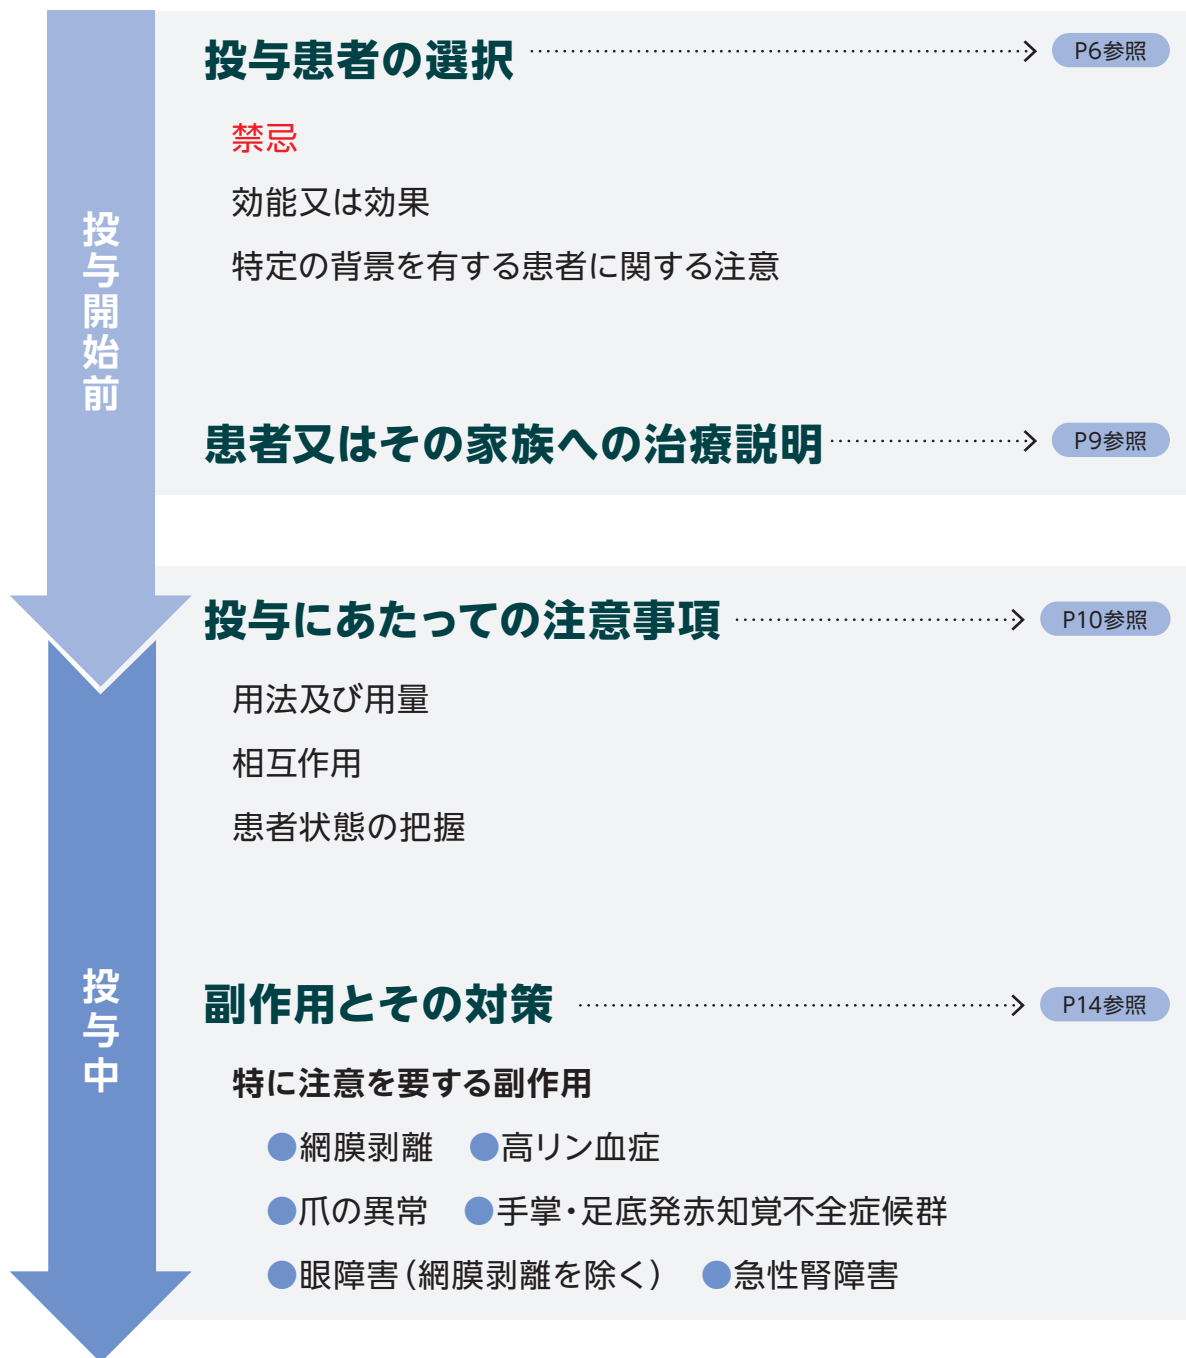 投与開始前
投与患者の選択 P6参照
禁忌
効能又は効果
特定の背景を有する患者に関する注意
患者又はその家族への治療説明 P9参照
投与中
投与にあたっての注意事項 P10参照
用法及び用量
相互作用
患者状態の把握
副作用とその対策 P14参照
特に注意を要する副作用
●網膜剥離 ●高リン血症
●爪の異常 ●手掌・足底発赤知覚不全症候群
●眼障害(網膜剥離を除く) ●急性腎障害